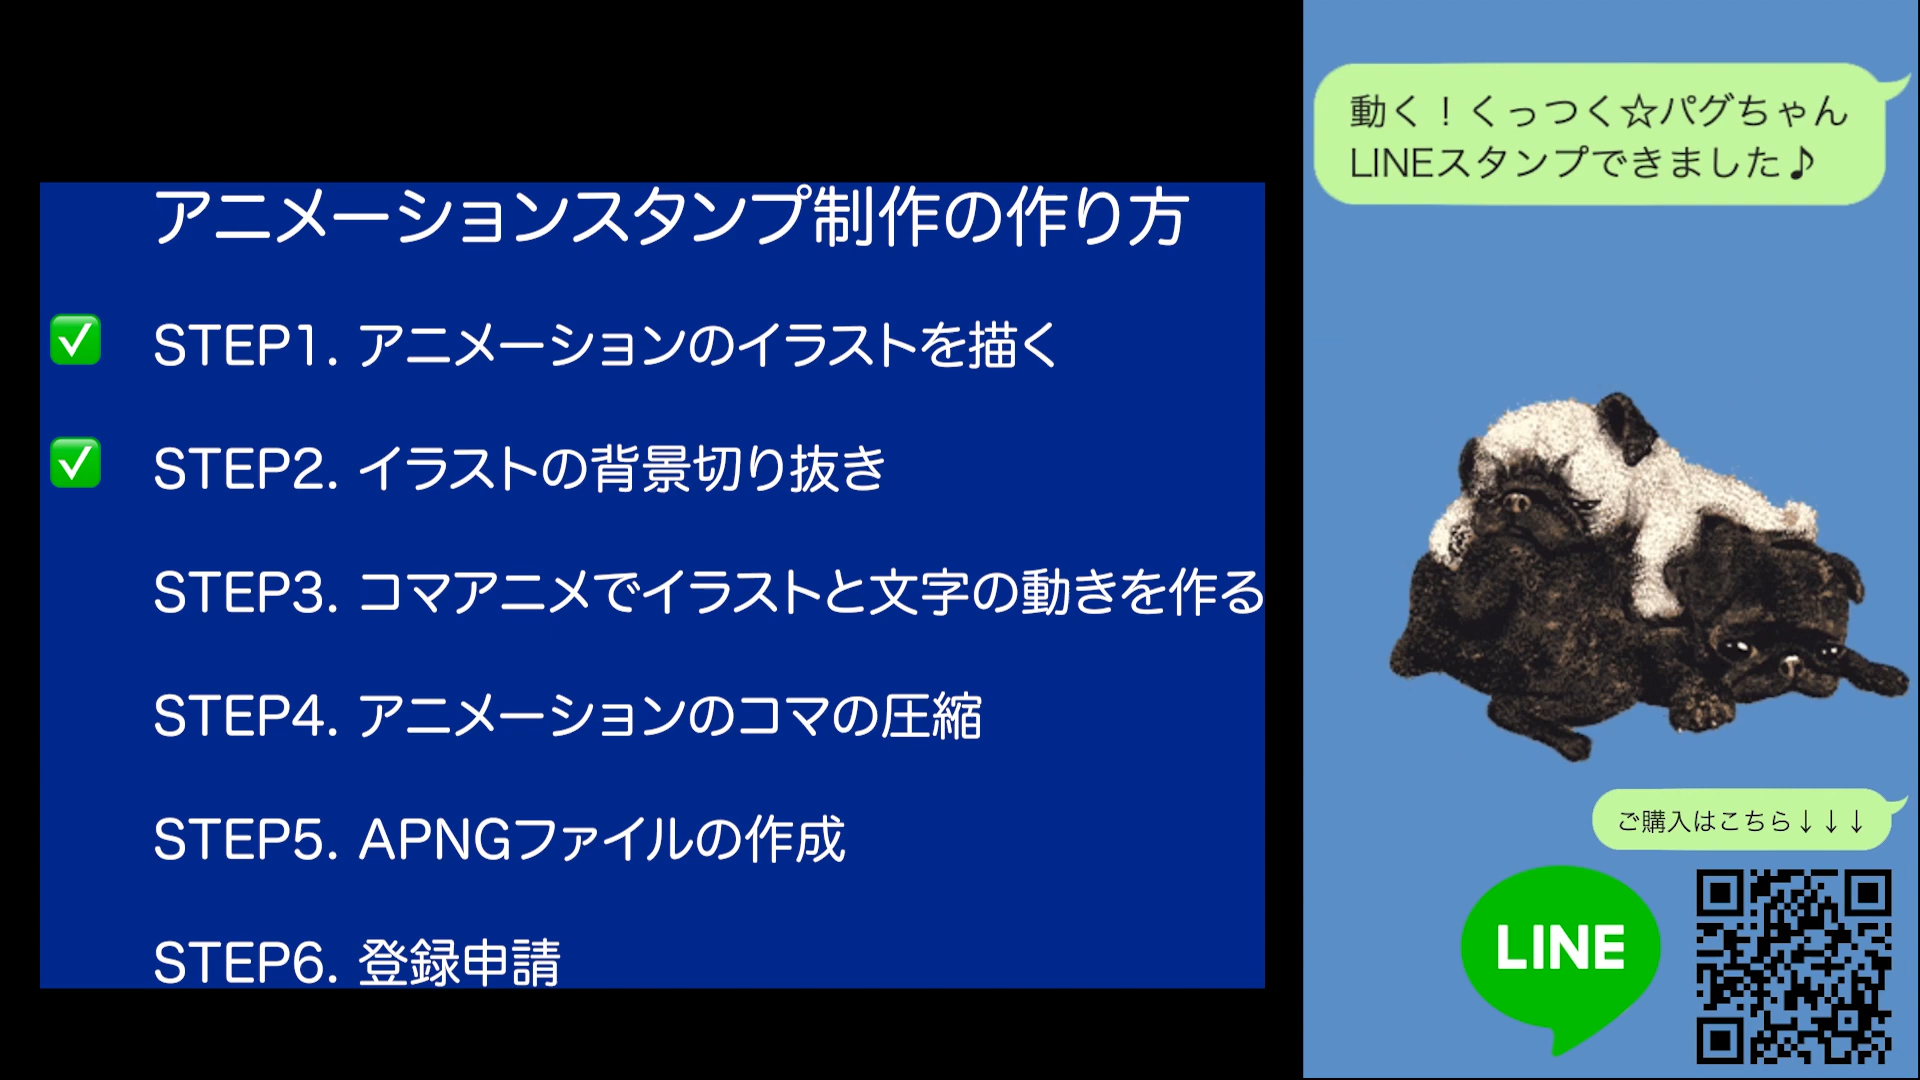 アニメーションスタンプ制作の作り方
STEP1. アニメーションのイラストを描く
STEP2. イラストの背景切り抜き
STEP3. コマアニメでイラストと文字の動きを作る
STEP4. アニメーションのコマの圧縮
STEP5. APNGファイルの作成
STEP6. 登録申請
動く！くっつく☆パグちゃん
LINEスタンプできました♪
ご購入はこちら↓↓↓
LINE